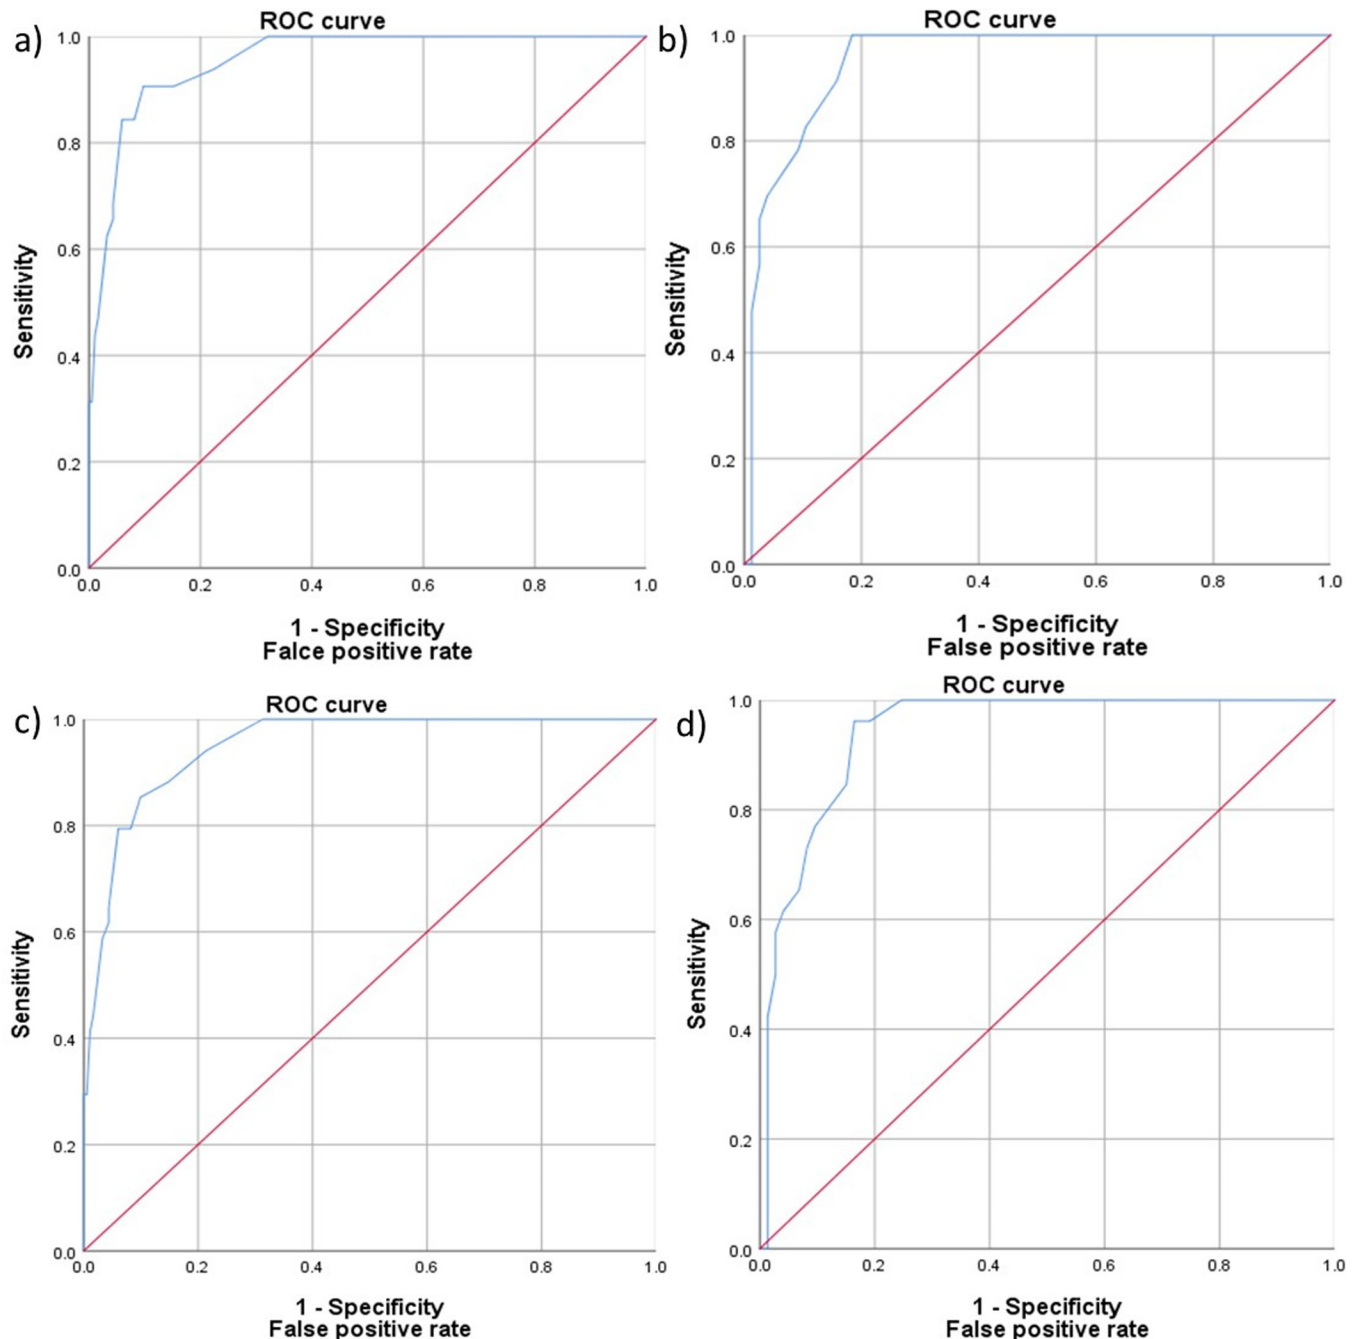 a)
ROC curve
1.0
0.8
0.6
0.4
0.2
0.0
Sensitivity
0.0 0.2 0.4 0.6 0.8 1.0
1 - Specificity
Falce positive rate
b)
ROC curve
1.0
0.8
0.6
0.4
0.2
0.0
Sensitivity
0.0 0.2 0.4 0.6 0.8 1.0
1 - Specificity
False positive rate
c)
ROC curve
1.0
0.8
0.6
0.4
0.2
0.0
Sensitivity
0.0 0.2 0.4 0.6 0.8 1.0
1 - Specificity
False positive rate
d)
ROC curve
1.0
0.8
0.6
0.4
0.2
0.0
Sensitivity
0.0 0.2 0.4 0.6 0.8 1.0
1 - Specificity
False positive rate